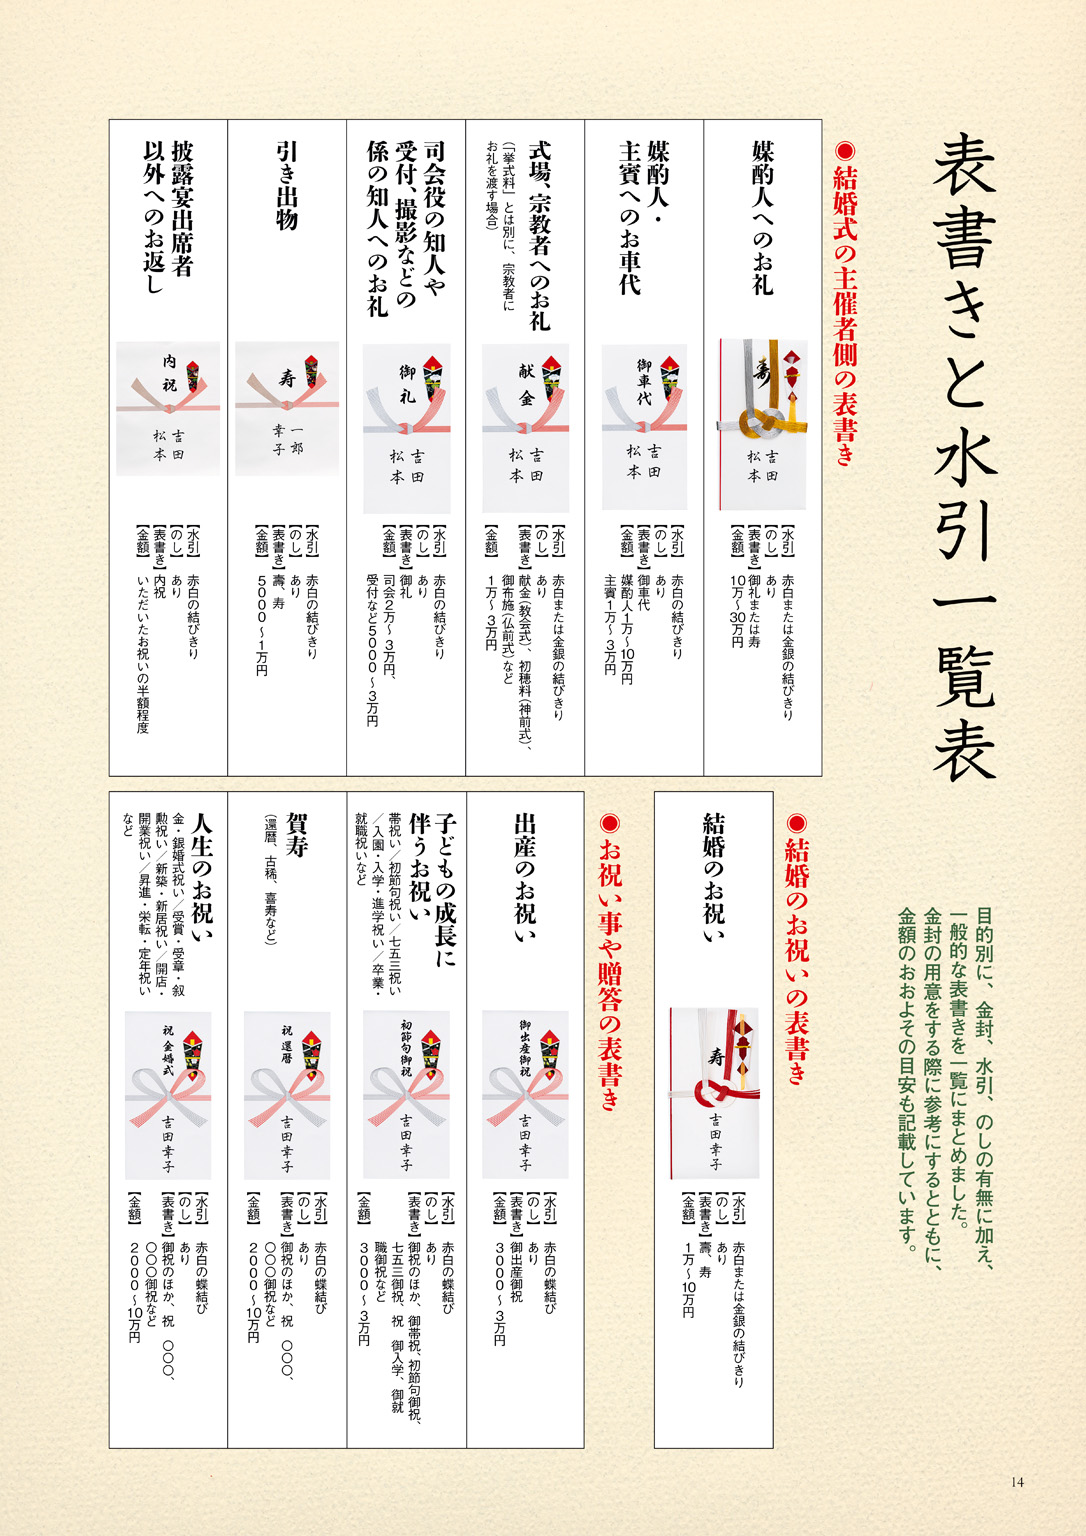 表書きと水引一覧表
目的別に、金封、水引、のしの有無に加え、
一般的な表書きを一覧にまとめました。
金封の用意をする際に参考にするとともに、
金額のおおよその目安も記載しています。
◉結婚式の主催者側の表書き
媒酌人へのお礼
壽
吉田
松本
【水引】 赤白または金銀の結びきり
【のし】 あり
【表書き】御礼または寿
【金額】 10万〜30万円
媒酌人・
主賓へのお車代
御車代
吉田
松本
【水引】 赤白の結びきり
【のし】 あり
【表書き】御車代
【金額】 媒酌人1万〜10万円
主賓1万〜3万円
式場、宗教者へのお礼
(「挙式料」とは別に、宗教者に
お礼を渡す場合)
献金
吉田
松本
【水引】 赤白または金銀の結びきり
【のし】 あり
【表書き】献金(教会式)、初穂料(神前式)、
御布施(仏前式)など
【金額】 1万〜3万円
司会役の知人や
受付、撮影などの
係の知人へのお礼
御礼
吉田
松本
【水引】 赤白の結びきり
【のし】 あり
【表書き】御礼
【金額】 司会2万〜3万円、
受付など5000〜3万円
引き出物
寿
一郎
幸子
【水引】 赤白の結びきり
【のし】 あり
【表書き】壽、寿
【金額】 5000〜1万円
披露宴出席者
以外へのお返し
内祝
吉田
松本
【水引】 赤白の結びきり
【のし】 あり
【表書き】内祝
【金額】 いただいたお祝いの半額程度
◉結婚のお祝いの表書き
結婚のお祝い
寿
吉田幸子
【水引】 赤白または金銀の結びきり
【のし】 あり
【表書き】壽、寿
【金額】 1万〜10万円
◉お祝い事や贈答の表書き
出産のお祝い
御出産御祝
吉田幸子
【水引】 赤白の蝶結び
【のし】 あり
【表書き】御出産御祝
【金額】 3000〜3万円
子どもの成長に
伴うお祝い
帯祝い/初節句祝い/七五三祝い
/入園・入学・進学祝い/卒業・
就職祝いなど
初節句御祝
吉田幸子
【水引】 赤白の蝶結び
【のし】 あり
【表書き】御祝のほか、御帯祝、初節句御祝、
七五三御祝、祝 御入学、御就
職御祝など
【金額】 3000〜3万円
賀寿
(還暦、古稀、喜寿など)
祝 還暦
吉田幸子
【水引】 赤白の蝶結び
【のし】 あり
【表書き】御祝のほか、祝 〇〇〇、
〇〇〇御祝など
【金額】 2000〜10万円
人生のお祝い
金・銀婚式祝い/受賞・受章・叙
勲祝い/新築・新居祝い/開店・
開業祝い/昇進・栄転・定年祝い
など
祝 金婚式
吉田幸子
【水引】 赤白の蝶結び
【のし】 あり
【表書き】御祝のほか、祝 〇〇〇、
〇〇〇御祝など
【金額】 2000〜10万円
14